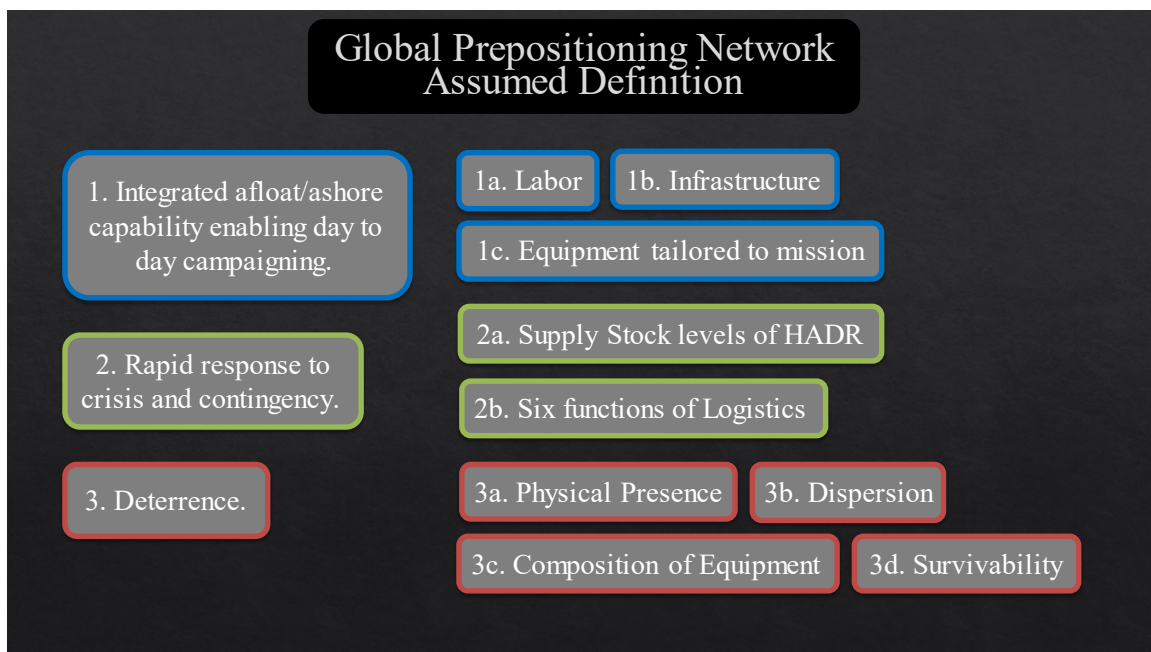 Global Prepositioning Network
Assumed Definition
1. Integrated afloat/ashore
capability enabling day to
day campaigning.
1a. Labor
1b. Infrastructure
1c. Equipment tailored to mission
2. Rapid response to
crisis and contingency.
2a. Supply Stock levels of HADR
2b. Six functions of Logistics
3. Deterrence.
3a. Physical Presence
3b. Dispersion
3c. Composition of Equipment
3d. Survivability